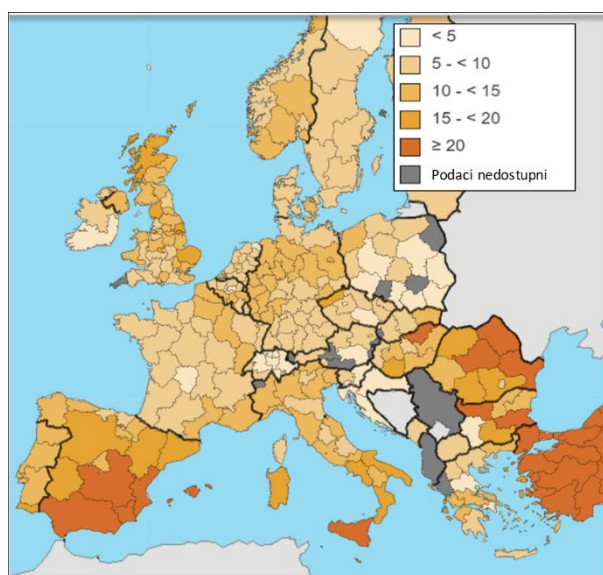 < 5
5 - < 10
10 - < 15
15 - < 20
≥ 20
Podaci nedostupni